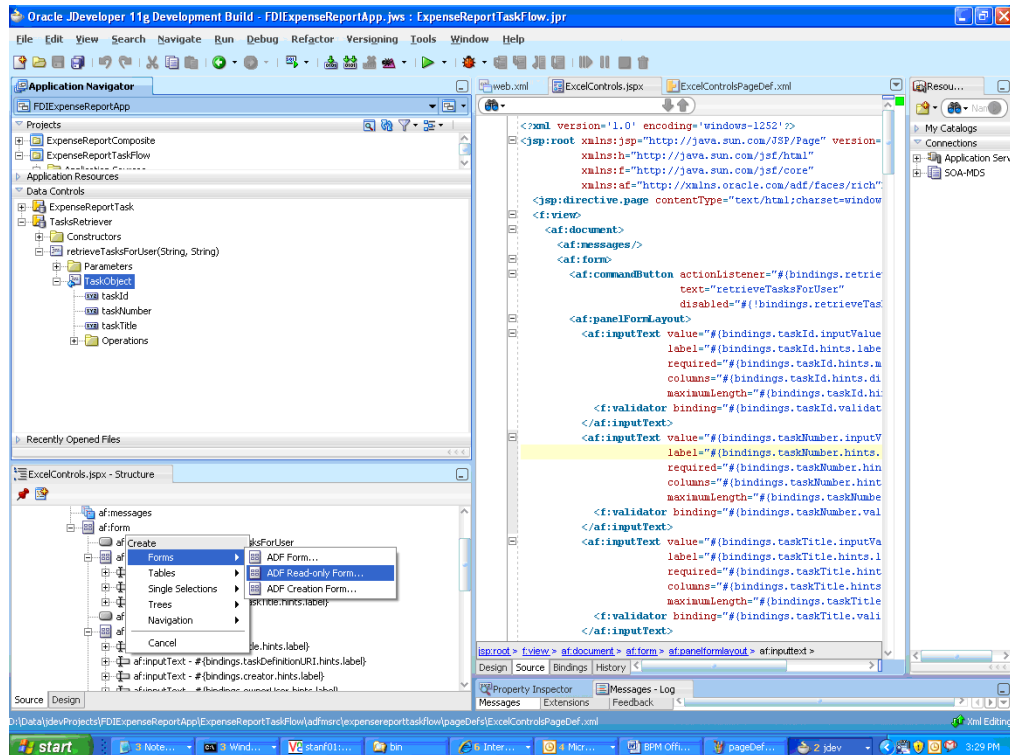 Oracle JDeveloper 11g Development Build - FDIExpenseReportApp.jws : ExpenseReportTaskFlow.jpr
File Edit View Search Navigate Run Debug Refactor Versioning Tools Window Help
Application Navigator
FDIExpenseReportApp
Projects
ExpenseReportComposite
ExpenseReportTaskFlow
Application Resources
Data Controls
ExpenseReportTask
TasksRetriever
Constructors
retrieveTasksForUser(String, String)
Parameters
TaskObject
taskId
taskNumber
taskTitle
Operations
Recently Opened Files
web.xml ExcelControls.jspx ExcelControlsPageDef.xml
<?xml version='1.0' encoding='windows-1252'?>
<jsp:root xmlns:jsp="http://java.sun.com/JSP/Page" version=
xmlns:h="http://java.sun.com/jsf/html"
xmlns:f="http://java.sun.com/jsf/core"
xmlns:af="http://xmlns.oracle.com/adf/faces/rich"
<jsp:directive.page contentType="text/html;charset=window
<f:view>
<af:document>
<af:messages/>
<af:form>
<af:commandButton actionListener="#{bindings.retrie
text="retrieveTasksForUser"
disabled="#{!bindings.retrieveTas
<af:panelFormLayout>
<af:inputText value="#{bindings.taskId.inputValue
label="#{bindings.taskId.hints.labe
required="#{bindings.taskId.hints.m
columns="#{bindings.taskId.hints.di
maximumLength="#{bindings.taskId.hi
<f:validator binding="#{bindings.taskId.validat
</af:inputText>
<af:inputText value="#{bindings.taskNumber.inputV
label="#{bindings.taskNumber.hints.
required="#{bindings.taskNumber.hin
columns="#{bindings.taskNumber.hint
maximumLength="#{bindings.taskNumbe
<f:validator binding="#{bindings.taskNumber.val
</af:inputText>
<af:inputText value="#{bindings.taskTitle.inputVa
label="#{bindings.taskTitle.hints.l
required="#{bindings.taskTitle.hint
columns="#{bindings.taskTitle.hints
maximumLength="#{bindings.taskTitle
<f:validator binding="#{bindings.taskTitle.vali
</af:inputText>
jsp:root > f:view > af:document > af:form > af:panelformlayout > af:inputtext >
Design Source Bindings History
Resou...
My Catalogs
Connections
Application Serv
SOA-MDS
ExcelControls.jspx - Structure
af:messages
af:form
Create
Forms
Tables
Single Selections
Trees
Navigation
Cancel
ADF Form...
ADF Read-only Form...
ADF Creation Form...
af:inputText - #{bindings.taskDefinitionURI.hints.label}
af:inputText - #{bindings.creator.hints.label}
Source Design
Property Inspector Messages - Log
Messages Extensions Feedback
D:\Data\jdevProjects\FDIExpenseReportApp\ExpenseReportTaskFlow\adfmsrc\expensereporttaskflow\pageDefs\ExcelControlsPageDef.xml
Xml Editing
start 3 Note... 3 Wind... stanf01:... bin 6 Inter... 4 Micr... BPM Offi... pageDef... 2 jdev 3:29 PM